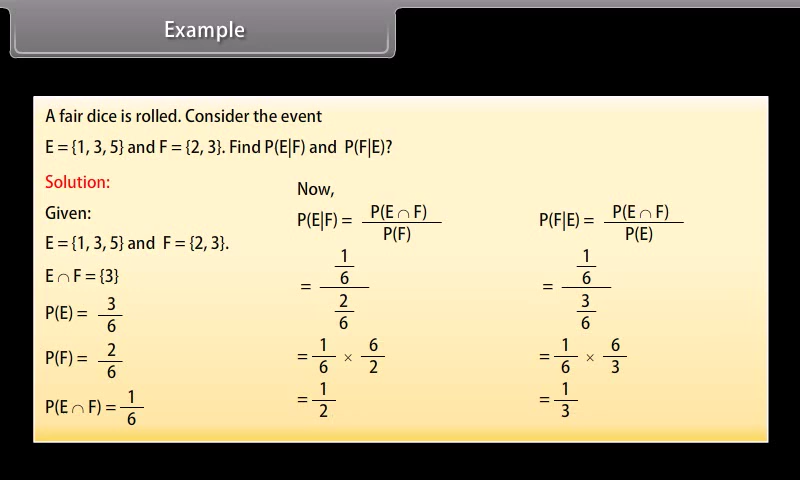 Example
A fair dice is rolled. Consider the event
E = {1, 3, 5} and F = {2, 3}. Find P(E|F) and P(F|E)?
Solution:
Given:
E = {1, 3, 5} and F = {2, 3}.
E ∩ F = {3}
P(E) = 3/6
P(F) = 2/6
P(E ∩ F) = 1/6
Now,
P(E|F) = P(E ∩ F)/P(F)
= (1/6)/(2/6)
= 1/6 × 6/2
= 1/2
P(F|E) = P(E ∩ F)/P(E)
= (1/6)/(3/6)
= 1/6 × 6/3
= 1/3